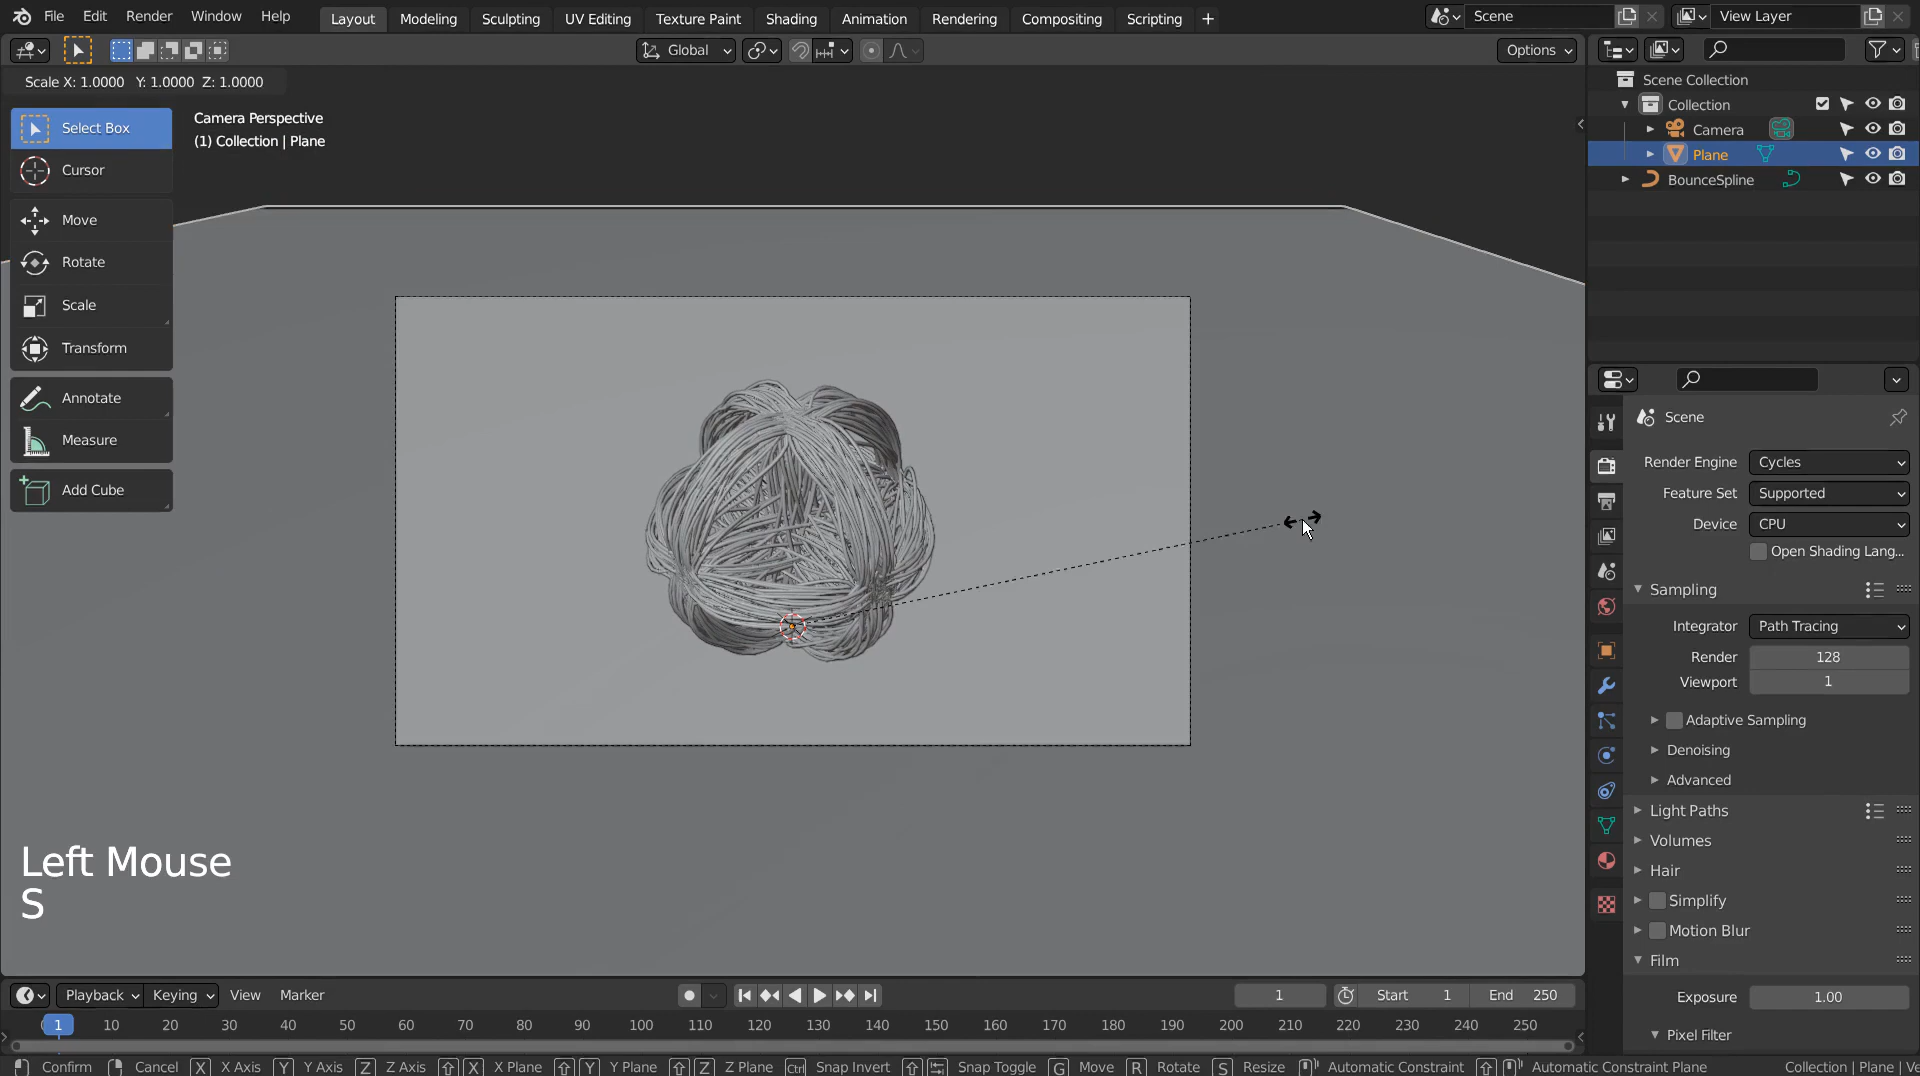 File Edit Render Window Help Layout Modeling Sculpting UV Editing Texture Paint Shading Animation Rendering Compositing Scripting + Scene View Layer
Global Options
Scale X: 1.0000 Y: 1.0000 Z: 1.0000
Camera Perspective
(1) Collection | Plane
Select Box
Cursor
Move
Rotate
Scale
Transform
Annotate
Measure
Add Cube
Left Mouse
S
Scene Collection
Collection
Camera
Plane
BounceSpline
Scene
Render Engine Cycles
Feature Set Supported
Device CPU
Open Shading Lang...
Sampling
Integrator Path Tracing
Render 128
Viewport 1
Adaptive Sampling
Denoising
Advanced
Light Paths
Volumes
Hair
Simplify
Motion Blur
Film
Exposure 1.00
Pixel Filter
Playback Keying View Marker 1 Start 1 End 250
1 10 20 30 40 50 60 70 80 90 100 110 120 130 140 150 160 170 180 190 200 210 220 230 240 250
Confirm Cancel X X Axis Y Y Axis Z Z Axis X X Plane Y Y Plane Z Z Plane Ctrl Snap Invert Snap Toggle G Move R Rotate S Resize Automatic Constraint Automatic Constraint Plane Collection | Plane | Ve